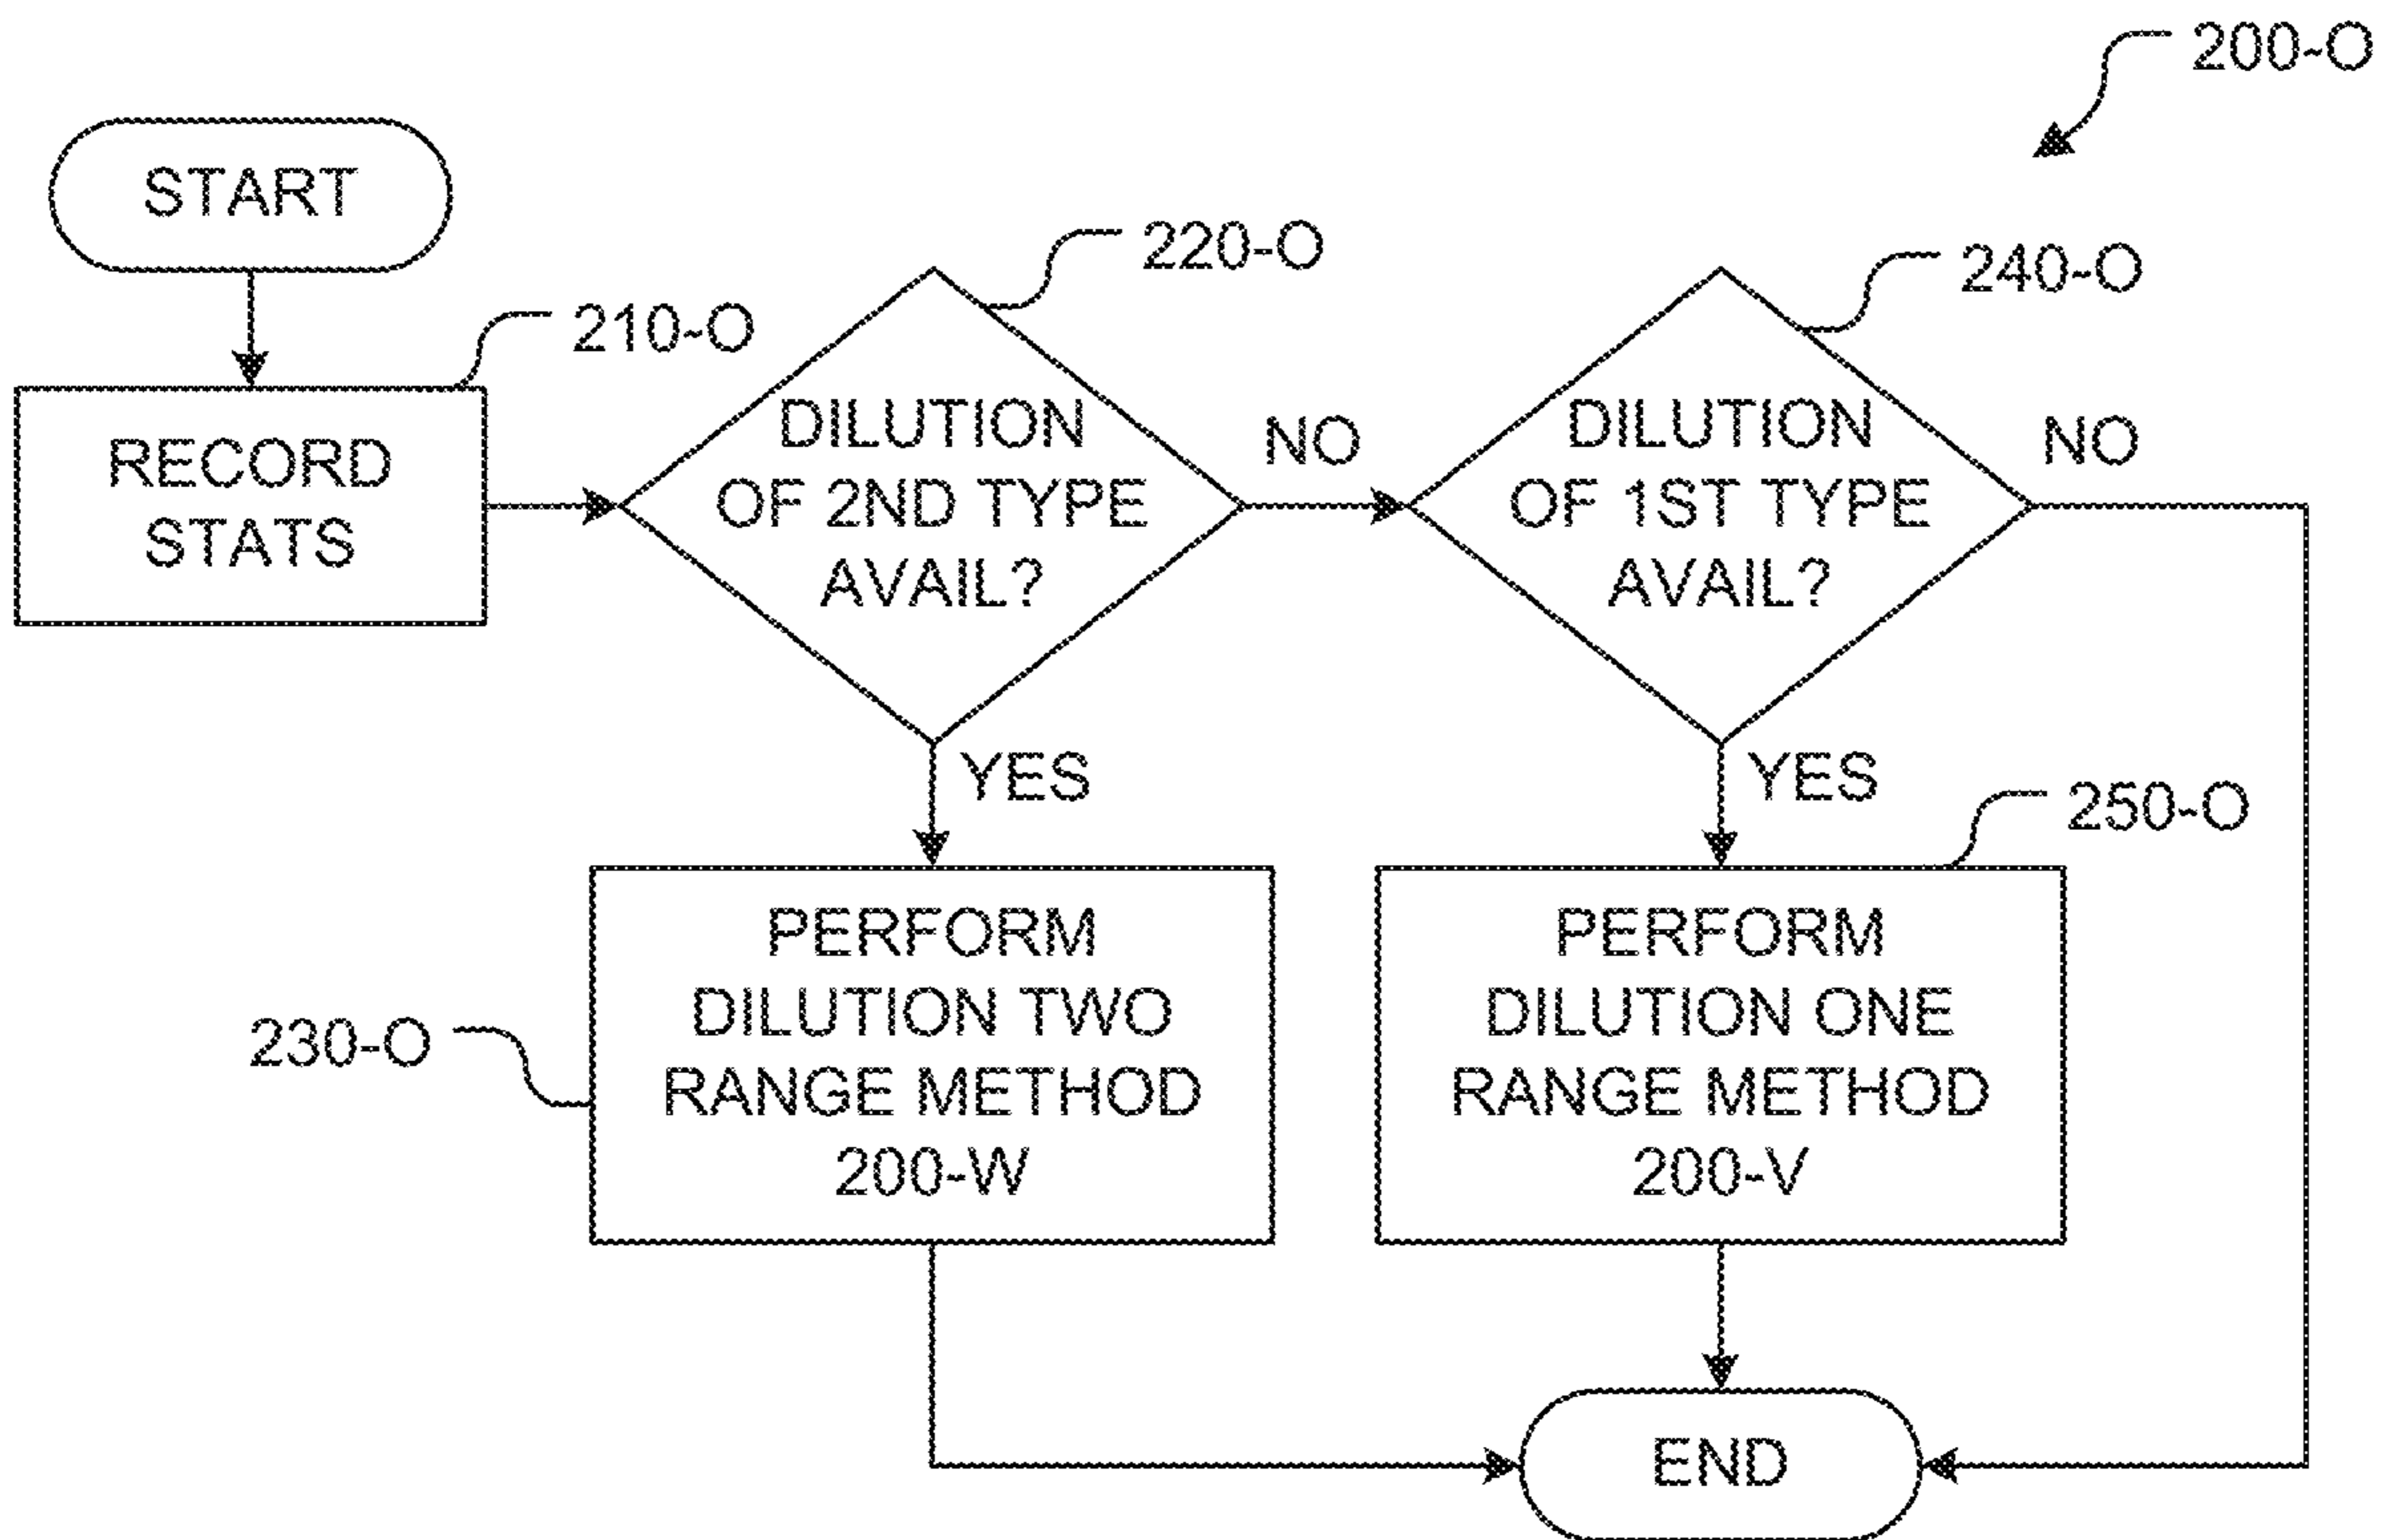 200-O
START
220-O
240-O
210-O
RECORD
STATS
DILUTION
OF 2ND TYPE
AVAIL?
NO
DILUTION
OF 1ST TYPE
AVAIL?
NO
YES
YES
250-O
230-O
PERFORM
DILUTION TWO
RANGE METHOD
200-W
PERFORM
DILUTION ONE
RANGE METHOD
200-V
END